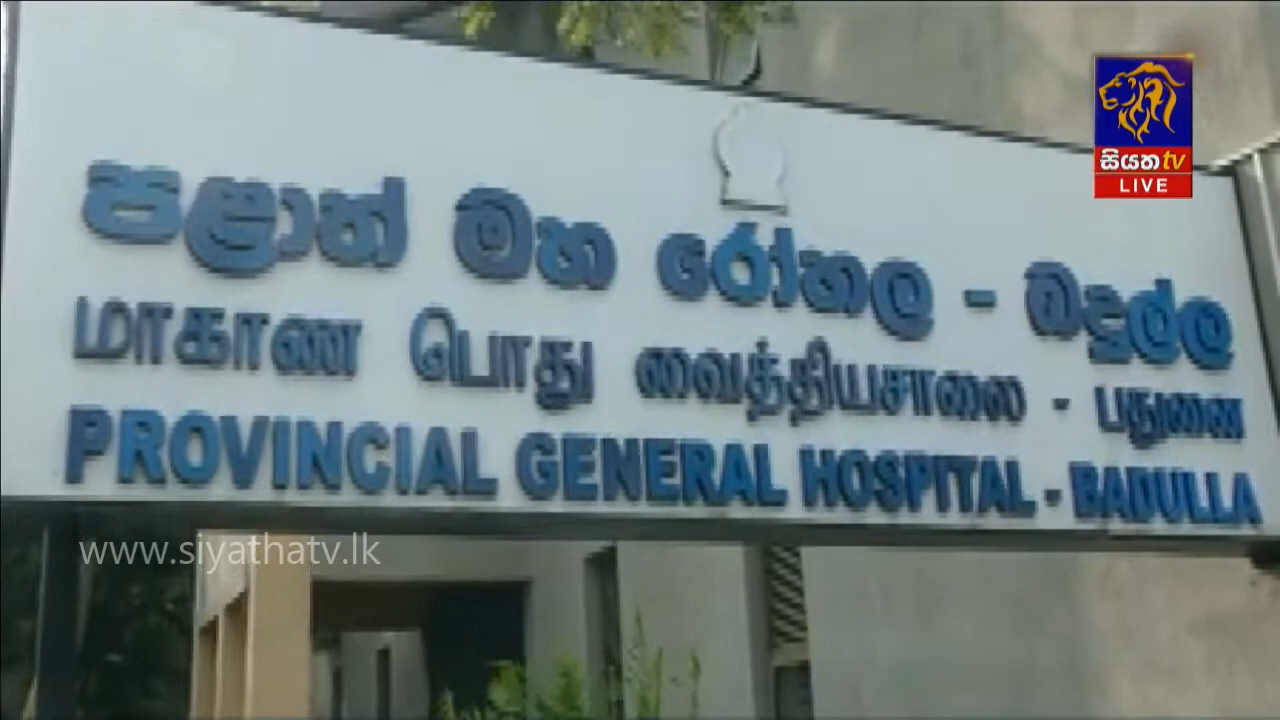 සියත tv
LIVE
පළාත් මහ රෝහල - බදුල්ල
மாகாண பொது வைத்தியசாலை - பதுளை
PROVINCIAL GENERAL HOSPITAL - BADULLA
www.siyathatv.lk